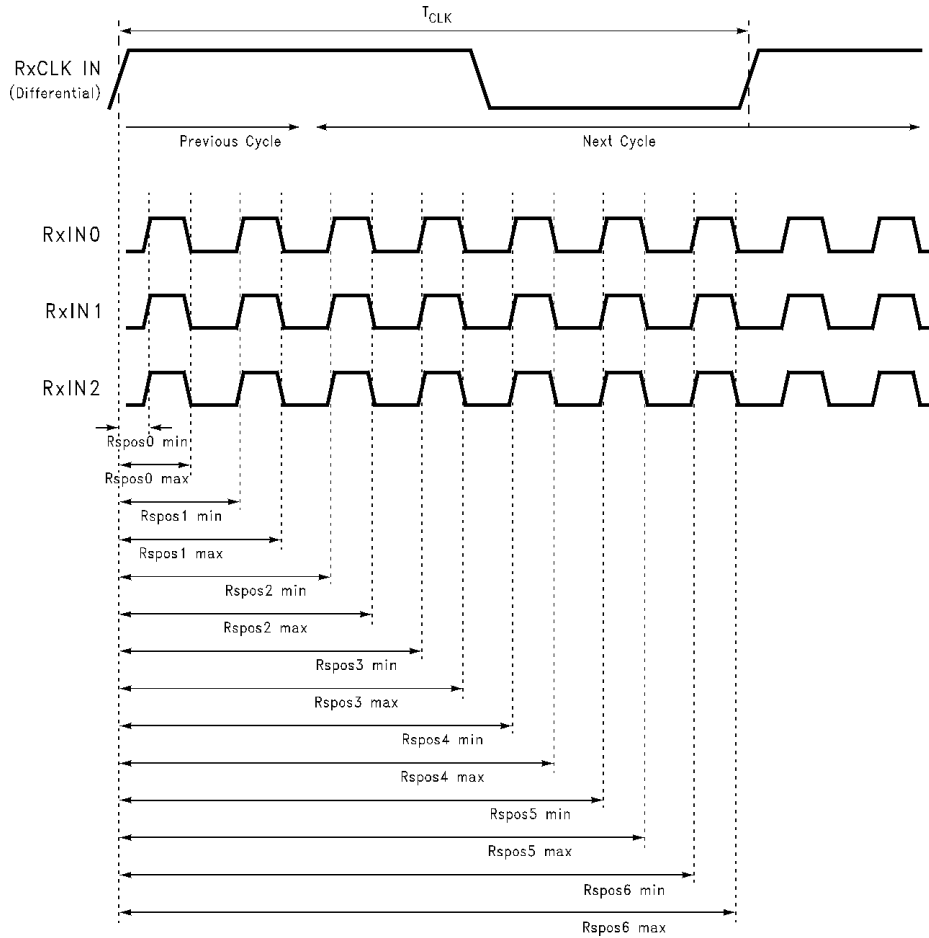 T_CLK
RxCLK IN
(Differential)
Previous Cycle
Next Cycle
RxIN0
RxIN1
RxIN2
Rspos0 min
Rspos0 max
Rspos1 min
Rspos1 max
Rspos2 min
Rspos2 max
Rspos3 min
Rspos3 max
Rspos4 min
Rspos4 max
Rspos5 min
Rspos5 max
Rspos6 min
Rspos6 max